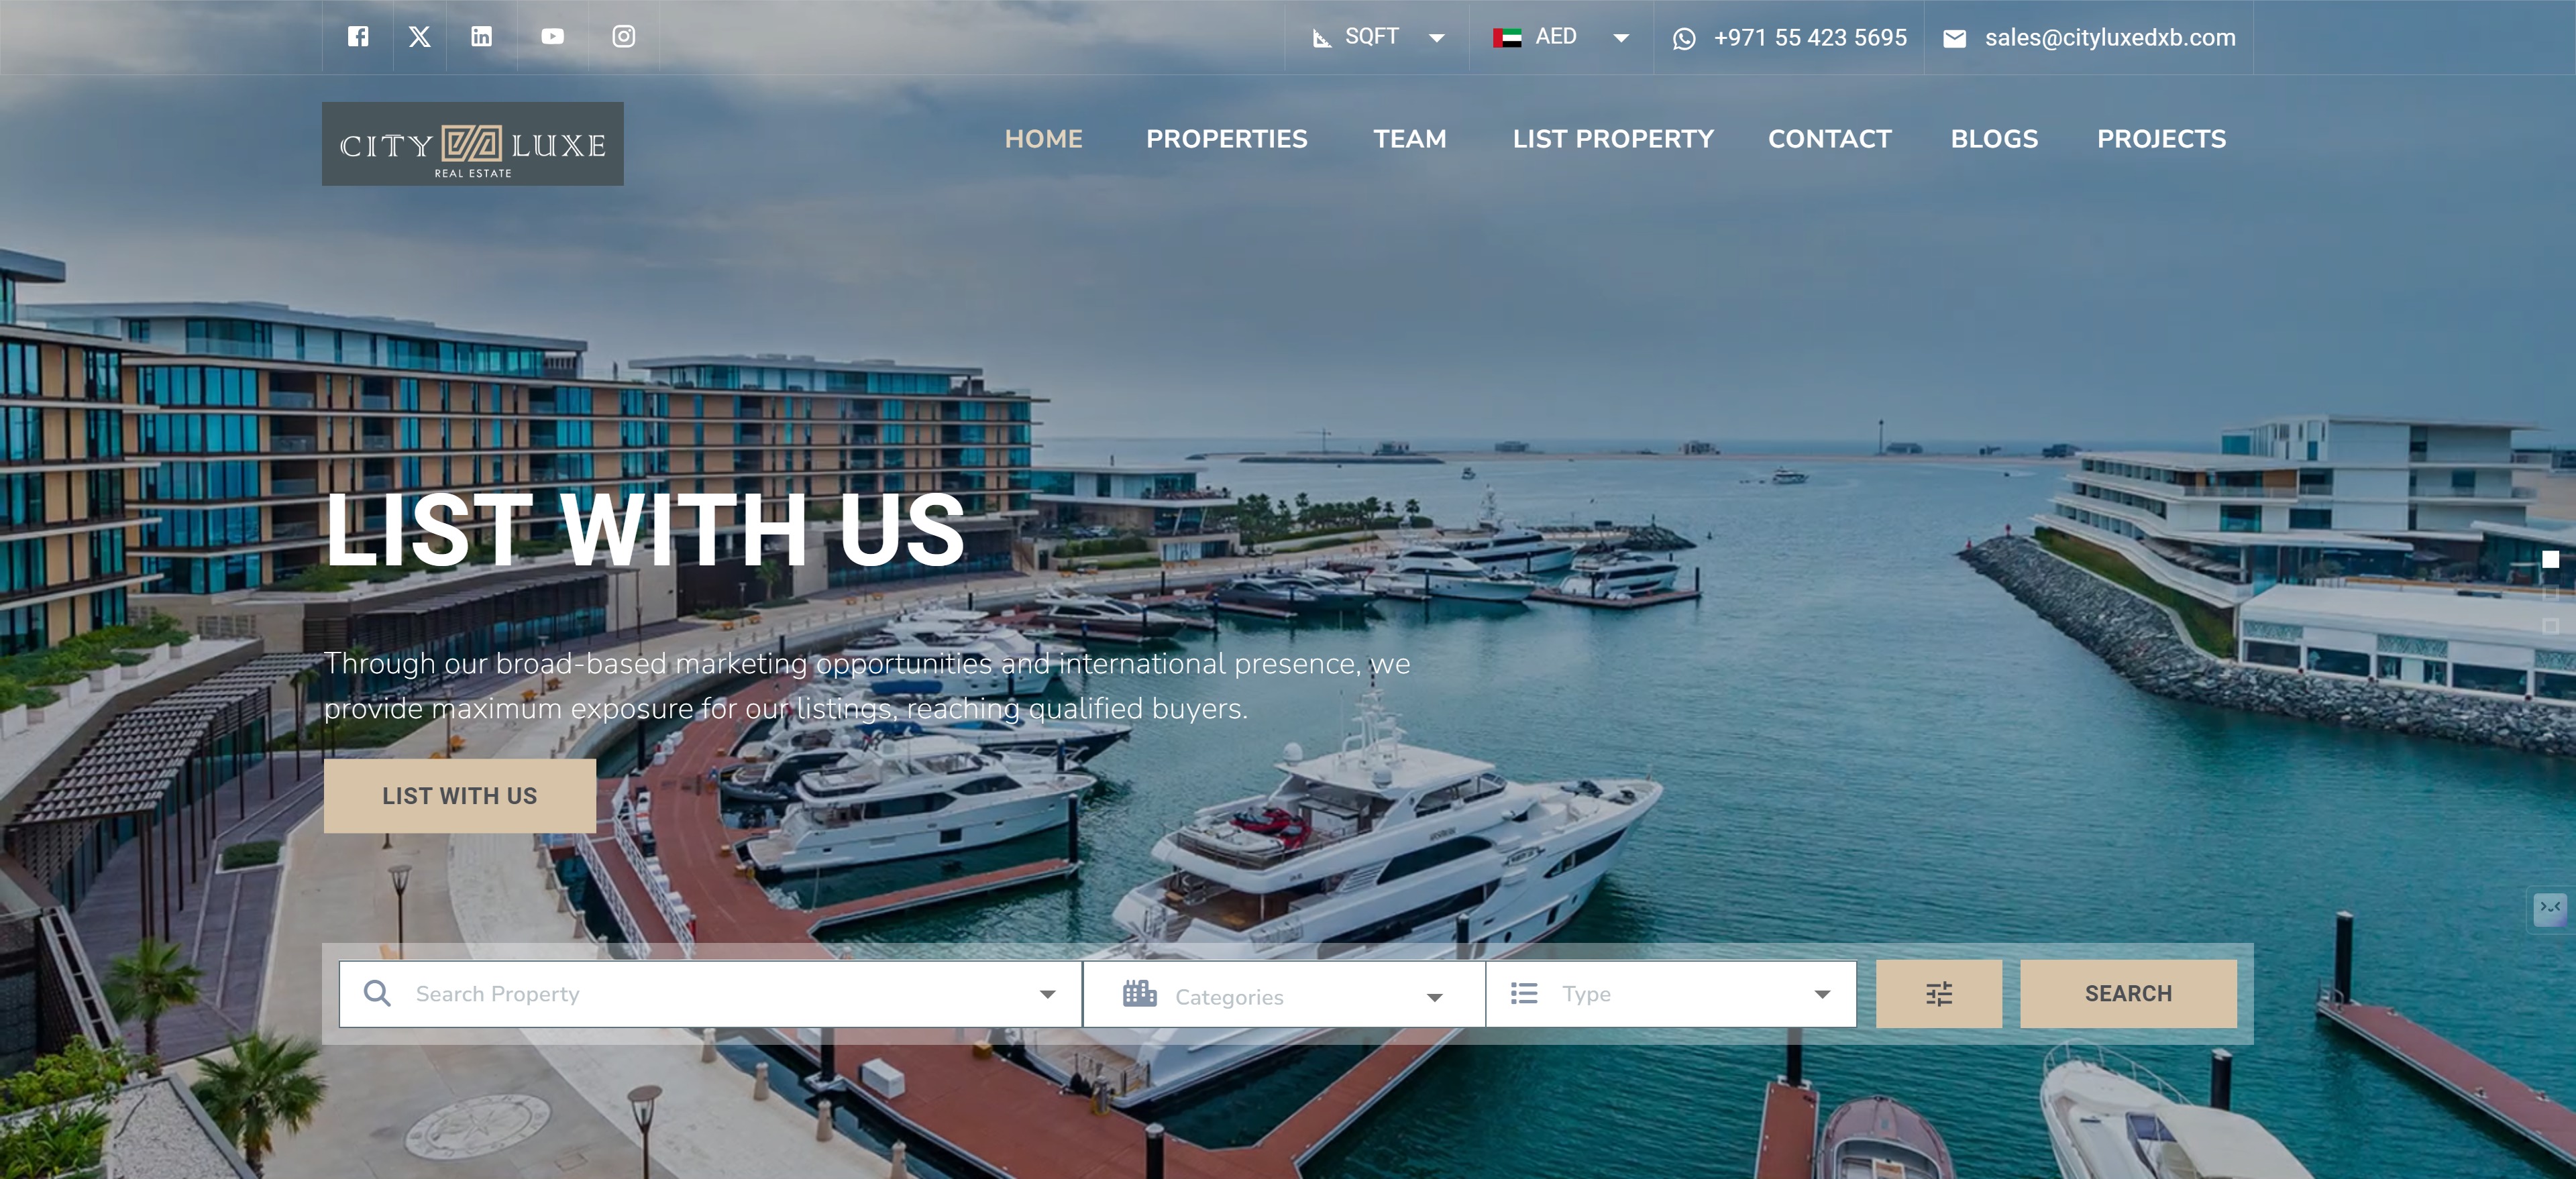 SQFT
AED
+971 55 423 5695
sales@cityluxedxb.com
CITY LUXE
REAL ESTATE
HOME
PROPERTIES
TEAM
LIST PROPERTY
CONTACT
BLOGS
PROJECTS
LIST WITH US
Through our broad-based marketing opportunities and international presence, we
provide maximum exposure for our listings, reaching qualified buyers.
LIST WITH US
Search Property
Categories
Type
SEARCH